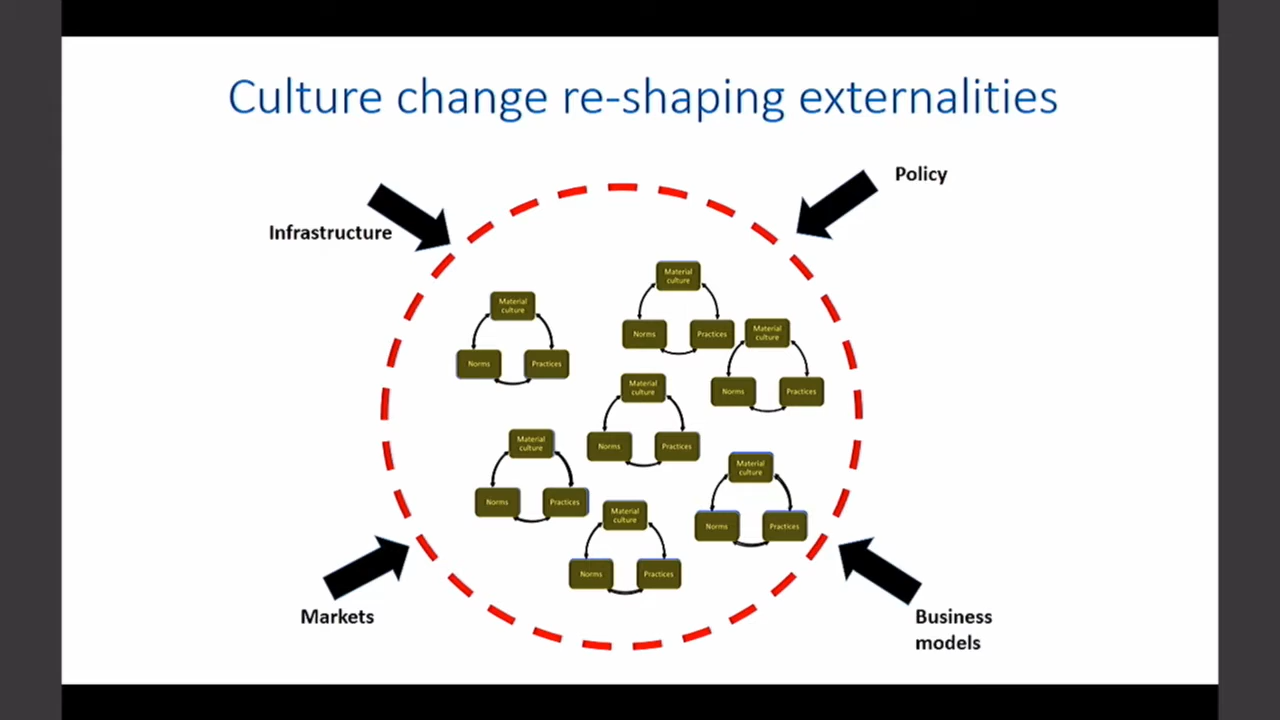 Culture change re-shaping externalities
Policy
Infrastructure
Material
culture
Norms
Practices
Material
culture
Norms
Practices
Material
culture
Norms
Practices
Material
culture
Norms
Practices
Material
culture
Norms
Practices
Material
culture
Norms
Practices
Material
culture
Norms
Practices
Markets
Business
models